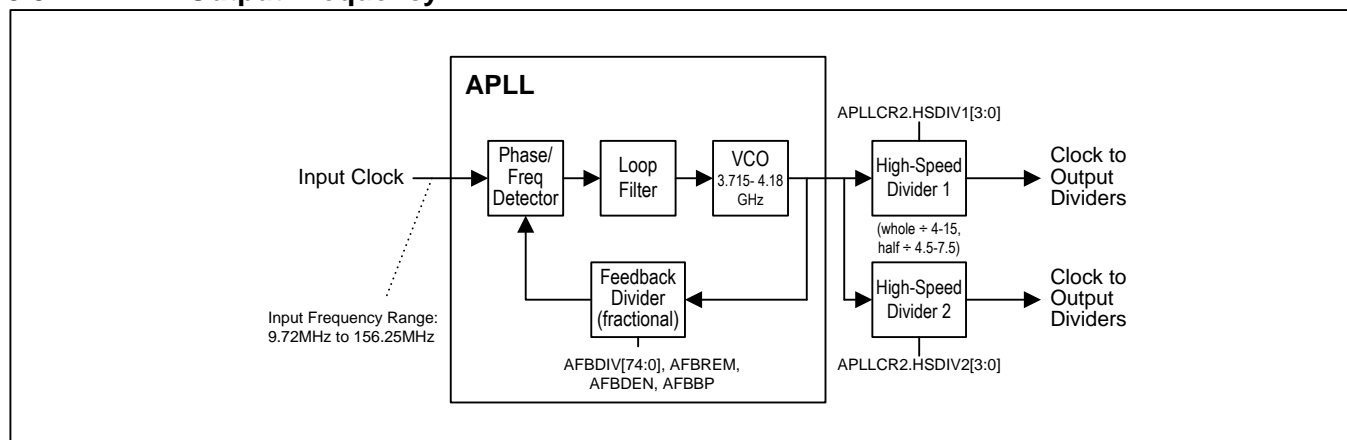 Output Frequency
APLL
APLLCR2.HSDIV1[3:0]
Input Clock
Phase/
Freq
Detector
Loop
Filter
VCO
3.715- 4.18
GHz
High-Speed
Divider 1
Clock to
Output
Dividers
(whole ÷ 4-15,
half ÷ 4.5-7.5)
Feedback
Divider
(fractional)
High-Speed
Divider 2
Clock to
Output
Dividers
Input Frequency Range:
9.72MHz to 156.25MHz
AFBDIV[74:0], AFBREM,
AFBDEN, AFBBP
APLLCR2.HSDIV2[3:0]